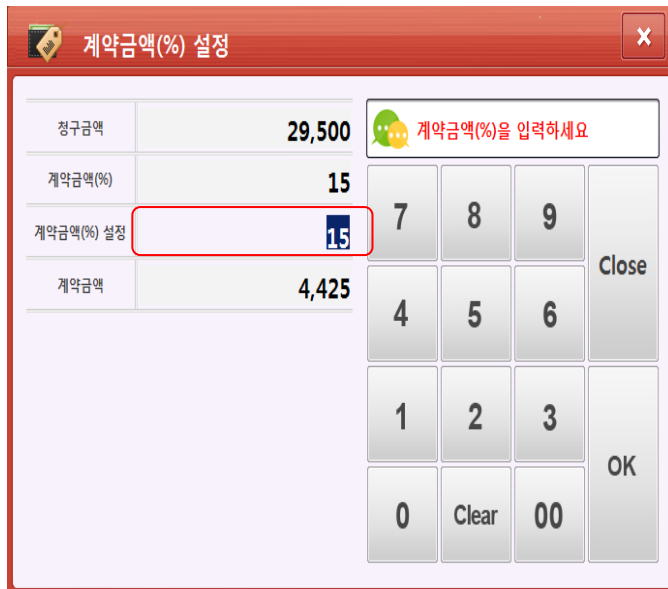 계약금액(%) 설정
청구금액 29,500
계약금액(%) 15
계약금액(%) 설정 15
계약금액 4,425
계약금액(%)을 입력하세요
7 8 9
Close
4 5 6
1 2 3
OK
0 Clear 00